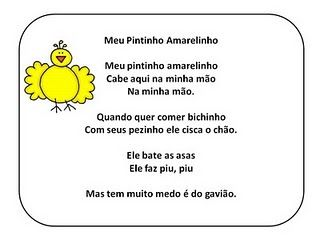 Meu Pintinho Amarelinho
Meu pintinho amarelinho
Cabe aqui na minha mão
Na minha mão.
Quando quer comer bichinho
Com seus pezinho ele cisca o chão.
Ele bate as asas
Ele faz piu, piu
Mas tem muito medo é do gavião.